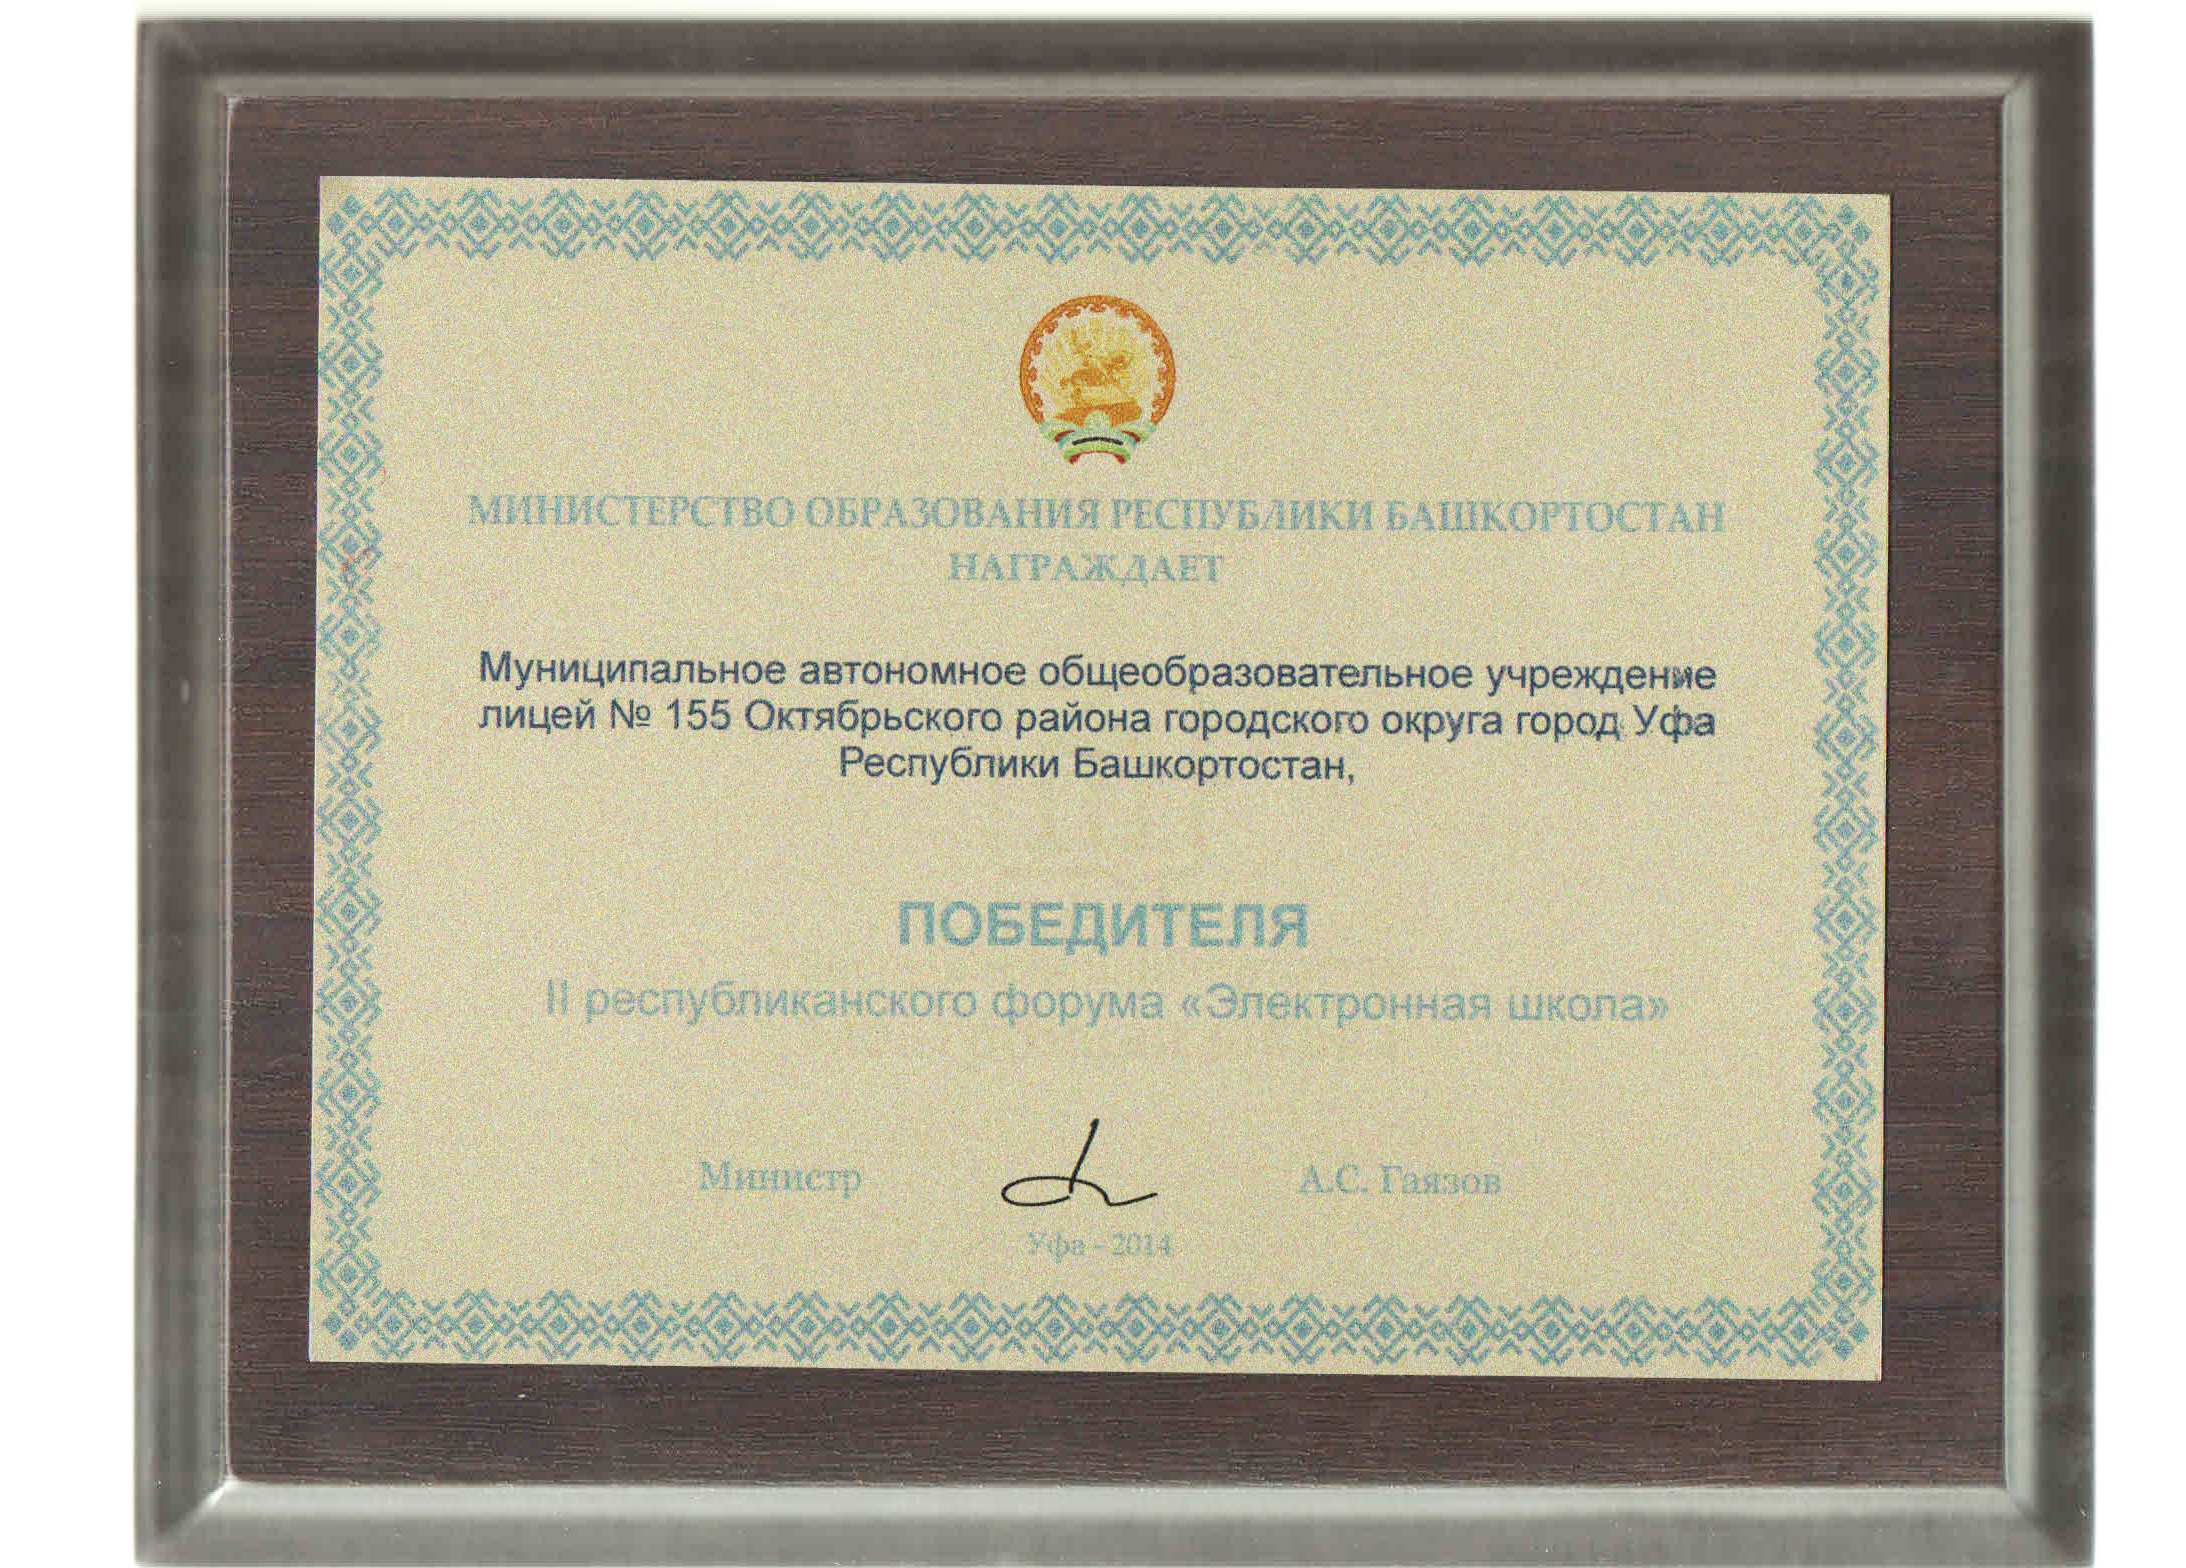 МИНИСТЕРСТВО ОБРАЗОВАНИЯ РЕСПУБЛИКИ БАШКОРТОСТАН
НАГРАЖДАЕТ
Муниципальное автономное общеобразовательное учреждение
лицей № 155 Октябрьского района городского округа город Уфа
Республики Башкортостан,
ПОБЕДИТЕЛЯ
II республиканского форума «Электронная школа»
Министр А.С. Гаязов
Уфа - 2014